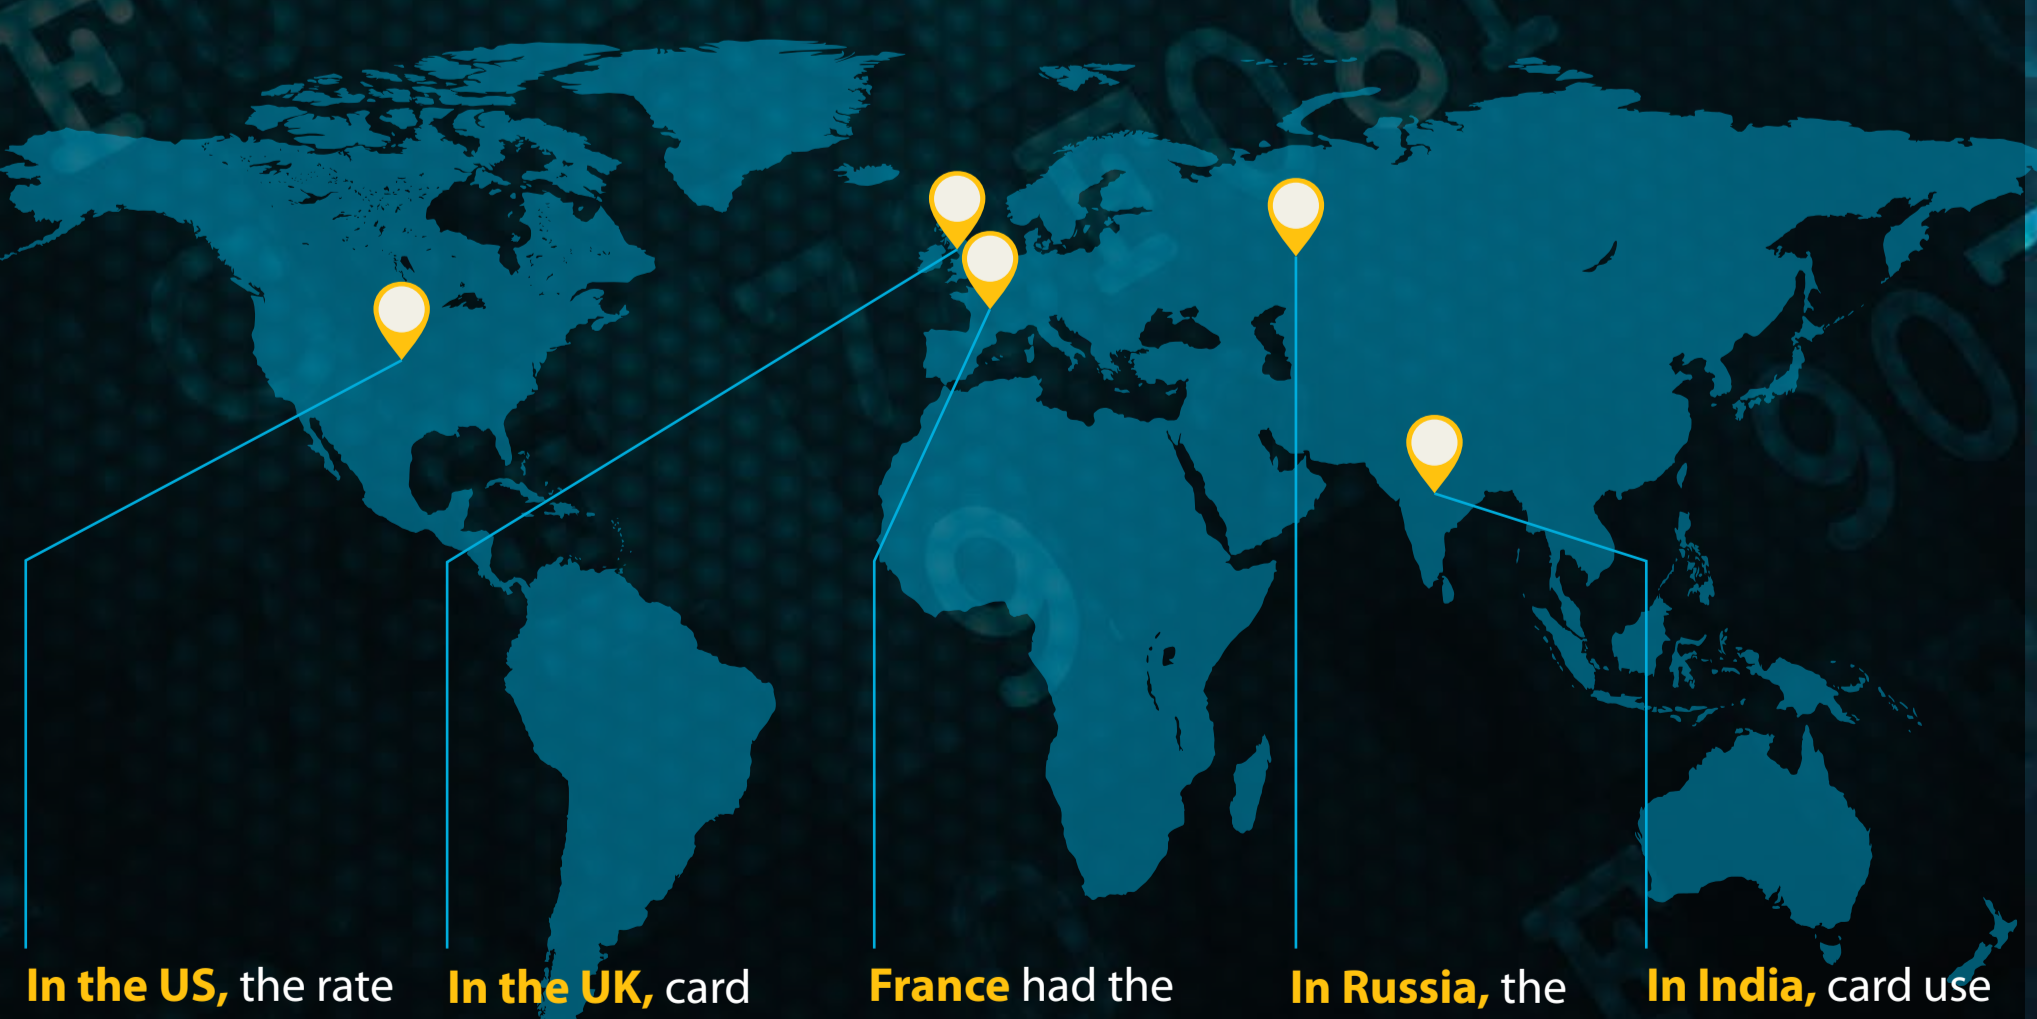 In the US, the rate
In the UK, card
France had the
In Russia, the
In India, card use